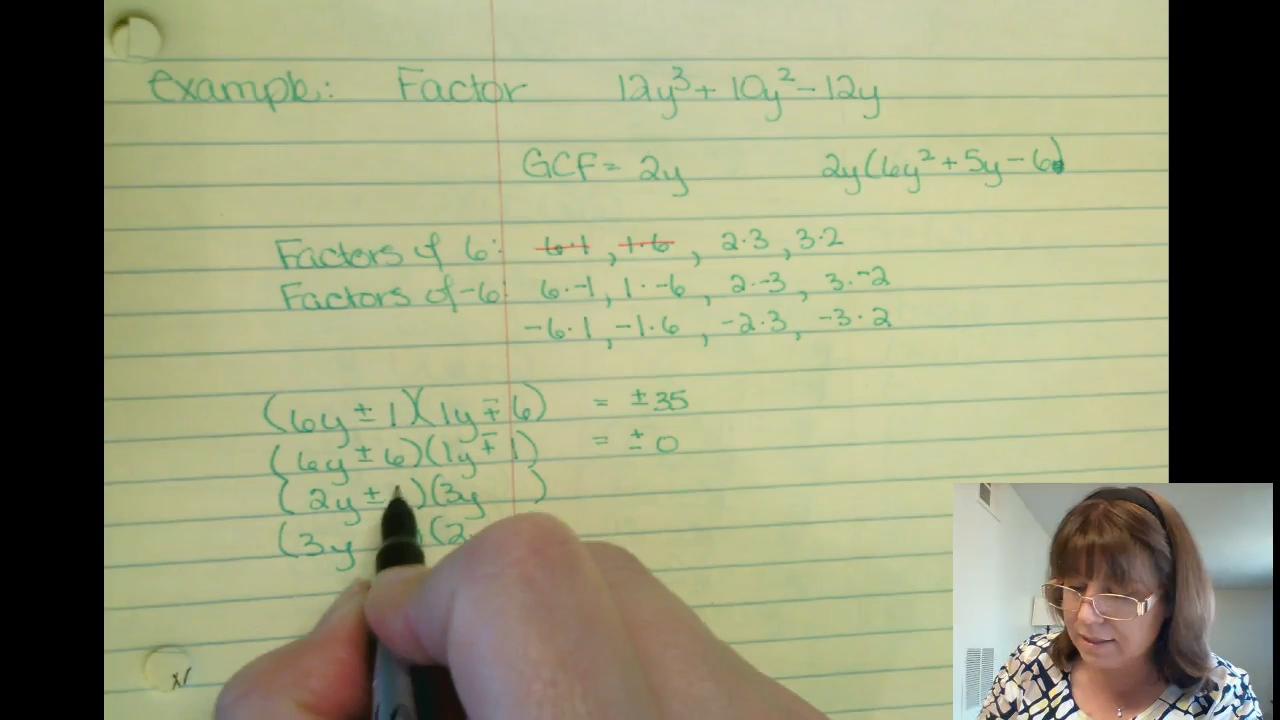 example: Factor 12y³ + 10y² - 12y
GCF = 2y 2y(6y² + 5y - 6)
Factors of 6: 6·1, 1·6, 2·3, 3·2
Factors of -6: 6·-1, 1·-6, 2·-3, 3·-2
-6·1, -1·6, -2·3, -3·2
(6y ± 1)(1y ∓ 6) = ± 35
(6y ± 6)(1y ∓ 1) = ± 0
(2y ± )(3y )
(3y )(2